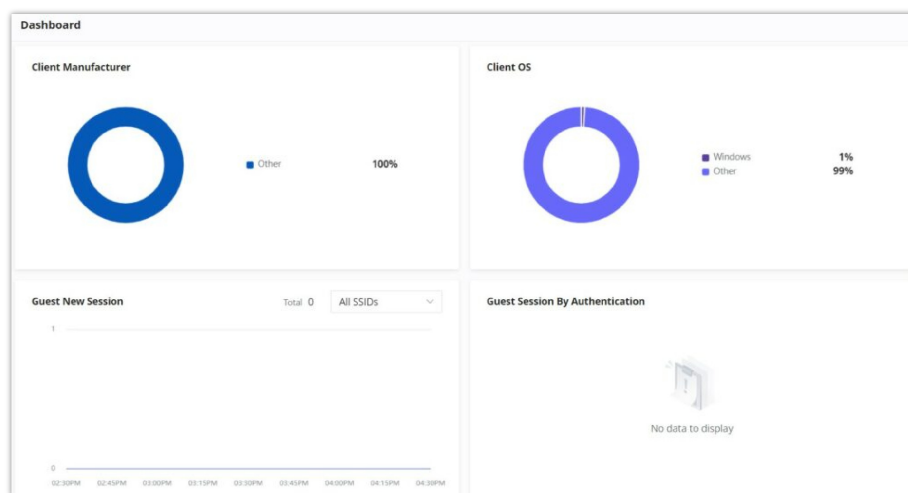 Dashboard
Client Manufacturer
Other 100%
Client OS
Windows 1%
Other 99%
Guest New Session Total 0 All SSIDs
1
0
02:30PM 02:45PM 03:00PM 03:15PM 03:30PM 03:45PM 04:00PM 04:15PM 04:30PM
Guest Session By Authentication
No data to display